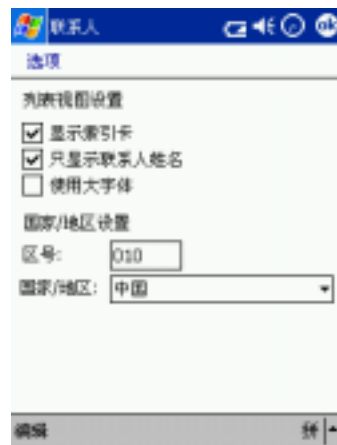 联系人 ok
选项
列表视图设置
显示索引卡
只显示联系人姓名
使用大字体
国家/地区设置
区号: 010
国家/地区: 中国
编辑 拼